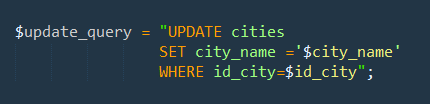 $update_query = "UPDATE cities
SET city_name ='$city_name'
WHERE id_city=$id_city";